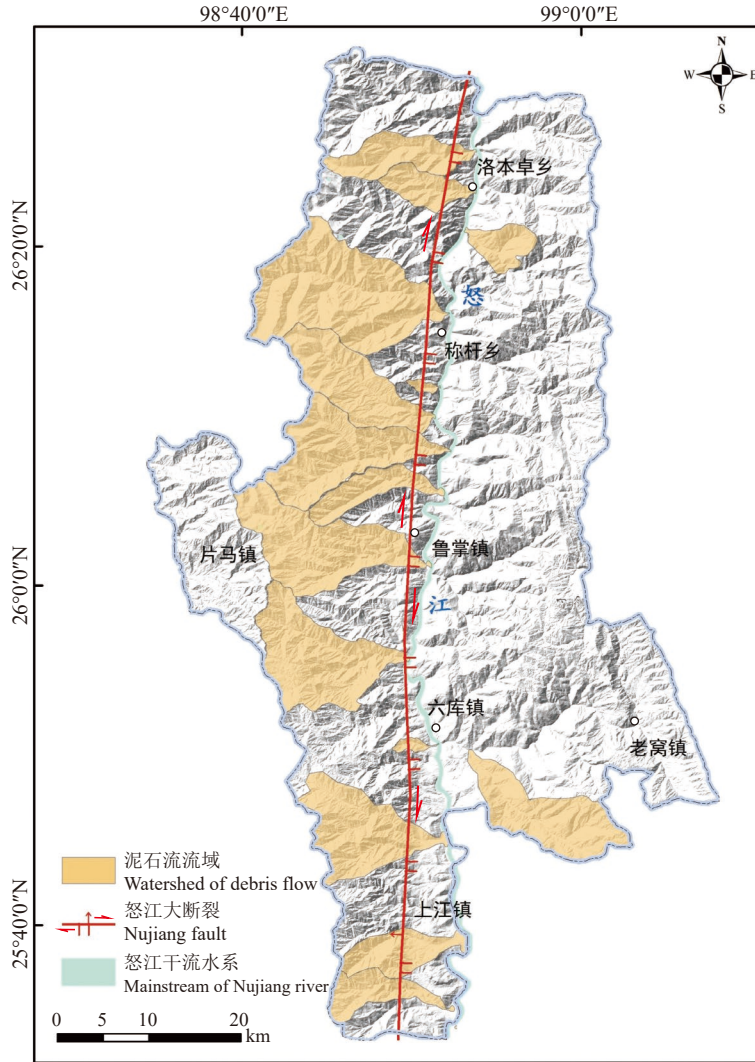 98°40′0″E
99°0′0″E
N
W
E
S
洛本卓乡
26°20′0″N
怒
称杆乡
片马镇
鲁掌镇
26°0′0″N
江
六库镇
老窝镇
泥石流流域
Watershed of debris flow
怒江大断裂
Nujiang fault
上江镇
25°40′0″N
怒江干流水系
Mainstream of Nujiang river
0 5 10 20
km